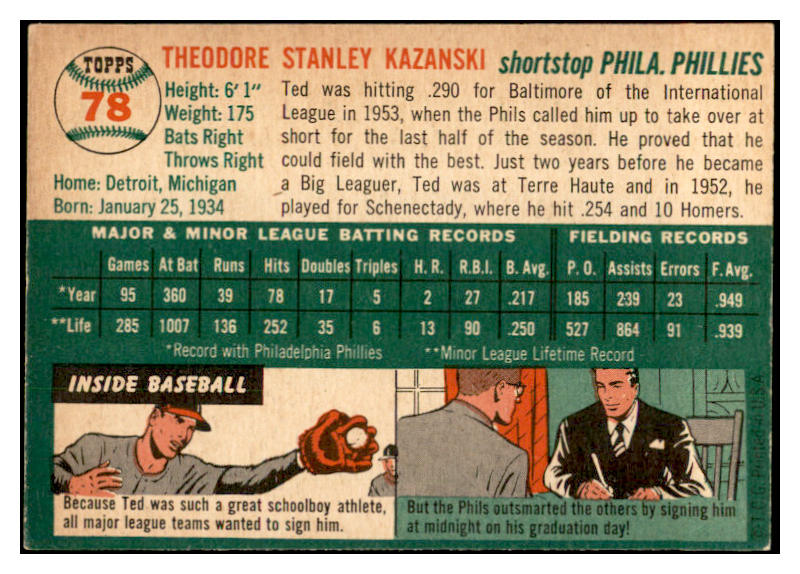 TOPPS
78
THEODORE STANLEY KAZANSKI shortstop PHILA. PHILLIES
Height: 6' 1"
Weight: 175
Bats Right
Throws Right
Home: Detroit, Michigan
Born: January 25, 1934
Ted was hitting .290 for Baltimore of the International
League in 1953, when the Phils called him up to take over at
short for the last half of the season. He proved that he
could field with the best. Just two years before he became
a Big Leaguer, Ted was at Terre Haute and in 1952, he
played for Schenectady, where he hit .254 and 10 Homers.
MAJOR & MINOR LEAGUE BATTING RECORDS FIELDING RECORDS
Games At Bat Runs Hits Doubles Triples H. R. R.B.I. B. Avg. P. O. Assists Errors F. Avg.
*Year 95 360 39 78 17 5 2 27 .217 185 239 23 .949
**Life 285 1007 136 252 35 6 13 90 .250 527 864 91 .939
*Record with Philadelphia Phillies **Minor League Lifetime Record
INSIDE BASEBALL
Because Ted was such a great schoolboy athlete,
all major league teams wanted to sign him.
But the Phils outsmarted the others by signing him
at midnight on his graduation day!
©T.C.G. Printed in U.S.A.